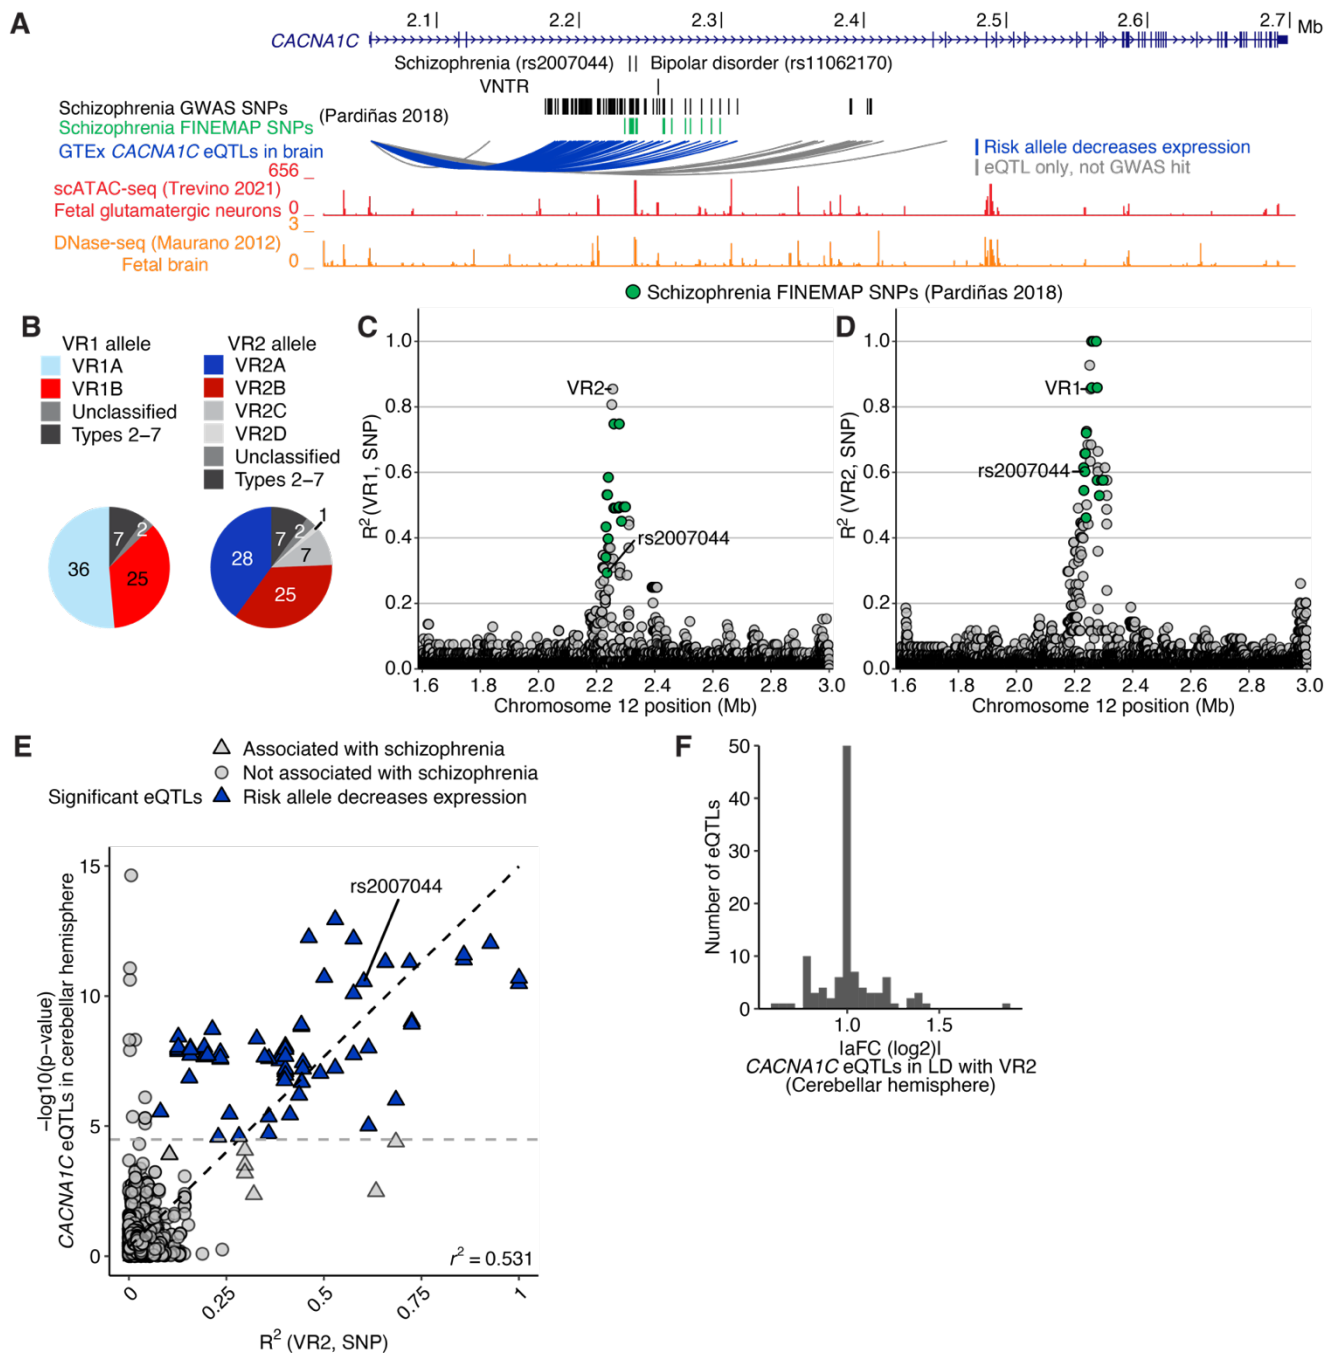 A
2.1
2.2
2.3
2.4
2.5
2.6
2.7
Mb
CACNA1C
Schizophrenia (rs2007044)
Bipolar disorder (rs11062170)
VNTR
Schizophrenia GWAS SNPs
(Pardiñas 2018)
Schizophrenia FINEMAP SNPs
GTEx CACNA1C eQTLs in brain
Risk allele decreases expression
eQTL only, not GWAS hit
656
scATAC-seq (Trevino 2021)
Fetal glutamatergic neurons
0
3
DNase-seq (Maurano 2012)
Fetal brain
0
Schizophrenia FINEMAP SNPs (Pardiñas 2018)
B
VR1 allele
VR1A
VR1B
Unclassified
Types 2–7
VR2 allele
VR2A
VR2B
VR2C
VR2D
Unclassified
Types 2–7
7
2
36
25
7
2
1
7
28
25
C
R2 (VR1, SNP)
1.0
0.8
0.6
0.4
0.2
0.0
VR2
rs2007044
1.6
1.8
2.0
2.2
2.4
2.6
2.8
3.0
Chromosome 12 position (Mb)
D
R2 (VR2, SNP)
1.0
0.8
0.6
0.4
0.2
0.0
VR1
rs2007044
1.6
1.8
2.0
2.2
2.4
2.6
2.8
3.0
Chromosome 12 position (Mb)
E
Associated with schizophrenia
Not associated with schizophrenia
Significant eQTLs
Risk allele decreases expression
−log10(p-value)
CACNA1C eQTLs in cerebellar hemisphere
15
10
5
0
rs2007044
r2 = 0.531
0
0.25
0.5
0.75
1
R2 (VR2, SNP)
F
Number of eQTLs
50
40
30
20
10
0
1.0
1.5
|aFC (log2)|
CACNA1C eQTLs in LD with VR2
(Cerebellar hemisphere)